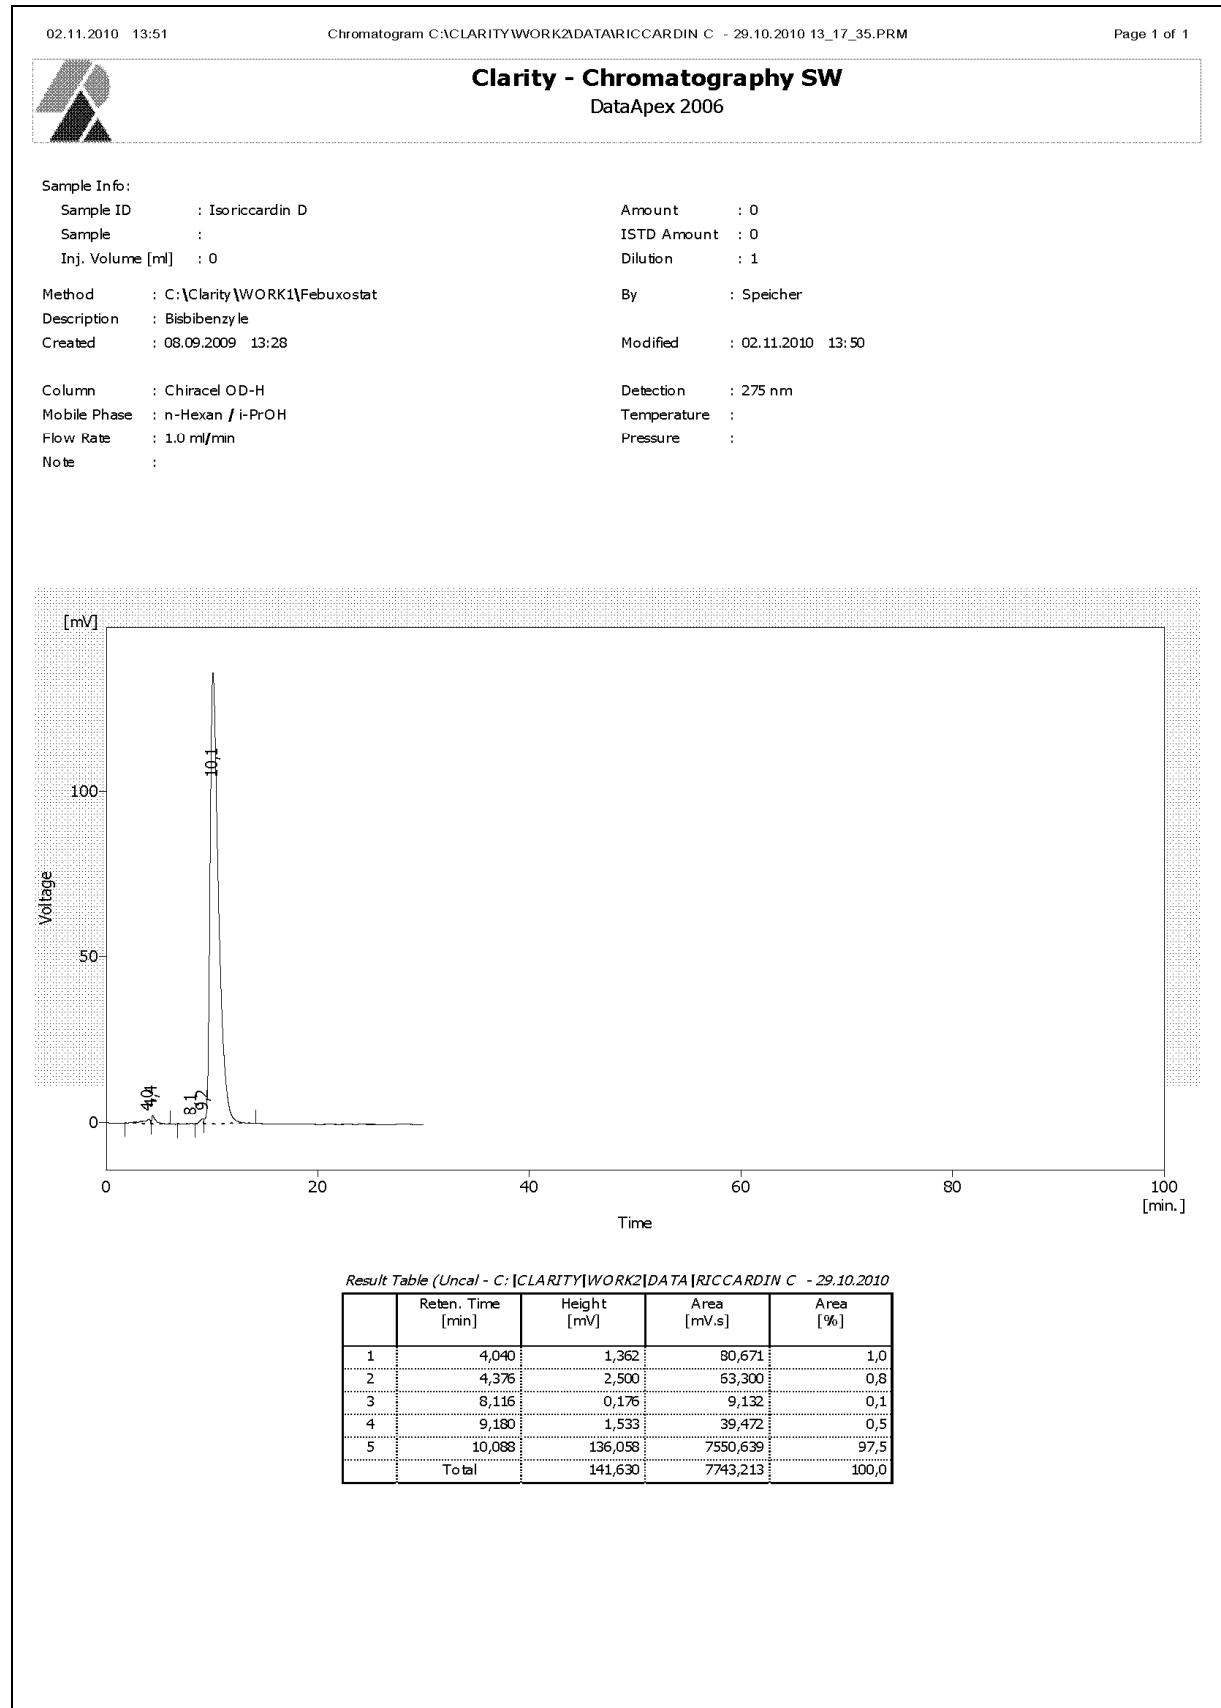 02.11.2010 13:51 Chromatogram C:\CLARITY\WORK2\DATA\RICCARDIN C - 29.10.2010 13_17_35.PRM Page 1 of 1
Clarity - Chromatography SW
DataApex 2006
Sample Info:
Sample ID : Isoriccardin D Amount : 0
Sample : ISTD Amount : 0
Inj. Volume [ml] : 0 Dilution : 1
Method : C:\Clarity\WORK1\Febuxostat By : Speicher
Description : Bisbibenzyle
Created : 08.09.2009 13:28 Modified : 02.11.2010 13:50
Column : Chiracel OD-H Detection : 275 nm
Mobile Phase : n-Hexan / i-PrOH Temperature :
Flow Rate : 1.0 ml/min Pressure :
Note :
[mV]
10,1
100
Voltage
50
4,0
4,4
8,1
9,2
0
0 20 40 60 80 100
[min.]
Time
Result Table (Uncal - C:[CLARITY[WORK2[DATA[RICCARDIN C - 29.10.2010
Reten. Time Height Area Area
[min] [mV] [mV.s] [%]
1 4,040 1,362 80,671 1,0
2 4,376 2,500 63,300 0,8
3 8,116 0,176 9,132 0,1
4 9,180 1,533 39,472 0,5
5 10,088 136,058 7550,639 97,5
Total 141,630 7743,213 100,0